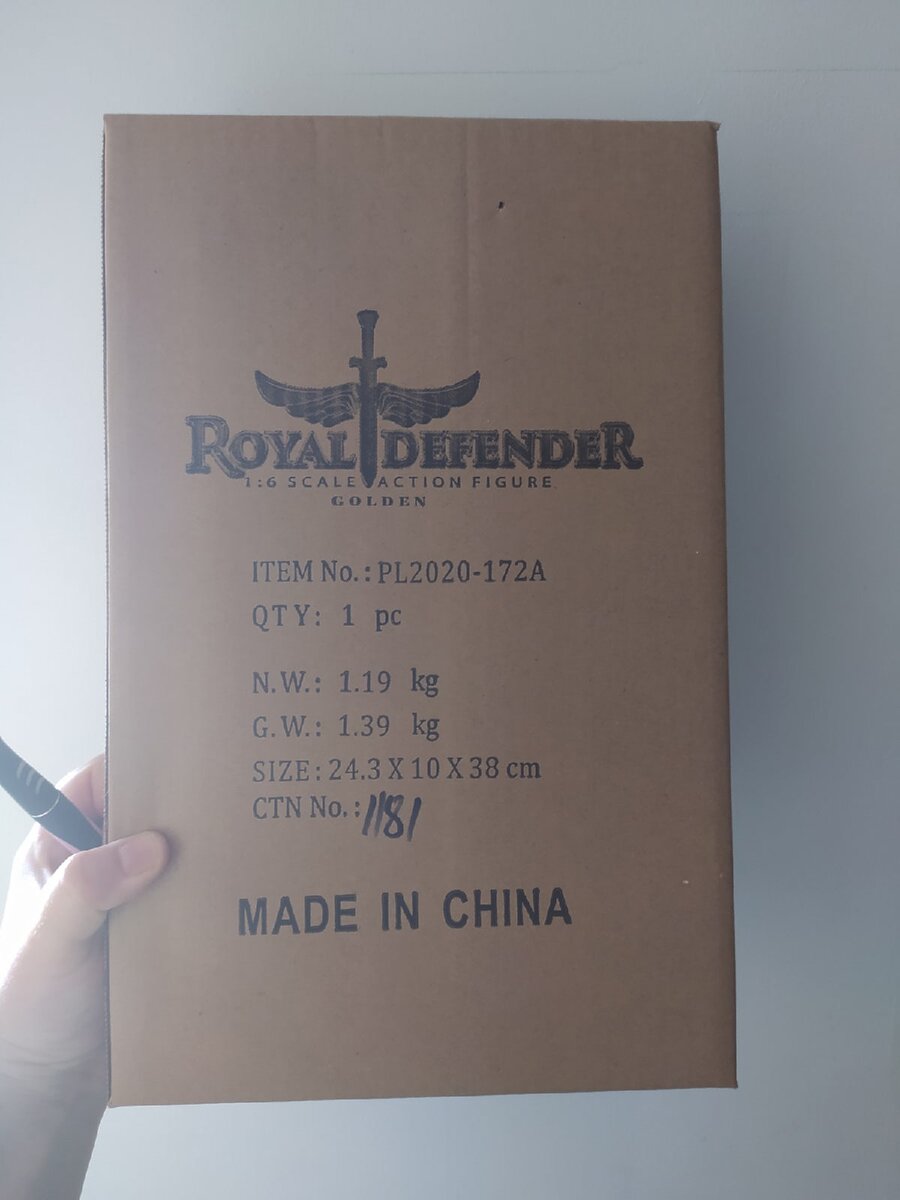 ROYAL DEFENDER
1:6 SCALE ACTION FIGURE
GOLDEN
ITEM No.: PL2020-172A
QTY: 1 pc
N.W.: 1.19 kg
G.W.: 1.39 kg
SIZE: 24.3 X 10 X 38 cm
CTN No.: 1181
MADE IN CHINA